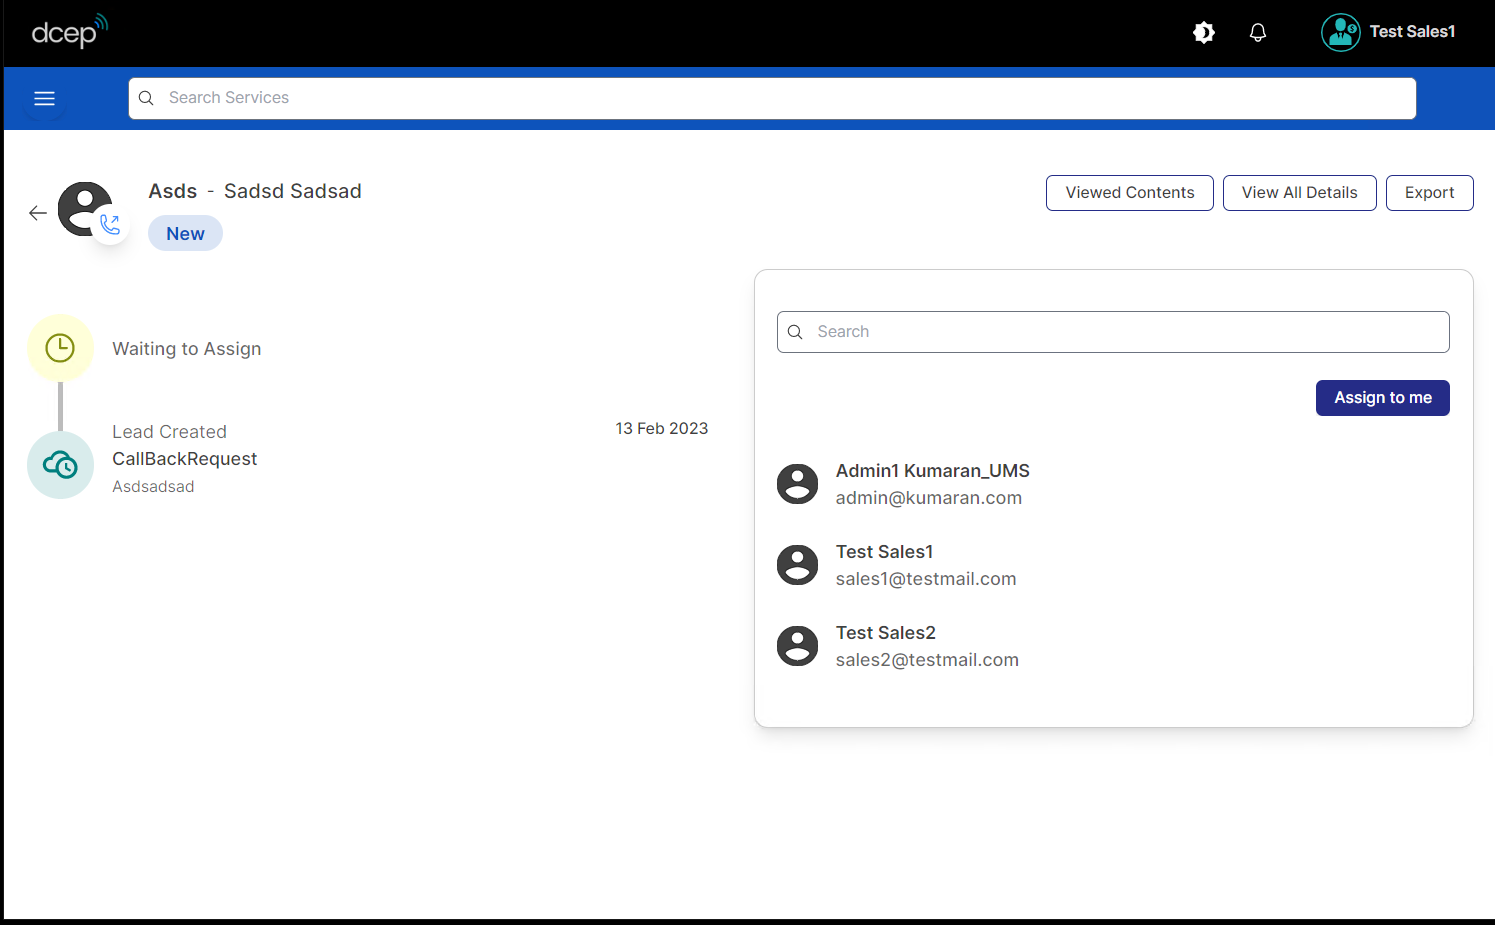 dcep
Test Sales1
Search Services
Asds - Sadsd Sadsad
New
Viewed Contents
View All Details
Export
Waiting to Assign
Lead Created
13 Feb 2023
CallBackRequest
Asdsadsad
Search
Assign to me
Admin1 Kumaran_UMS
admin@kumaran.com
Test Sales1
sales1@testmail.com
Test Sales2
sales2@testmail.com